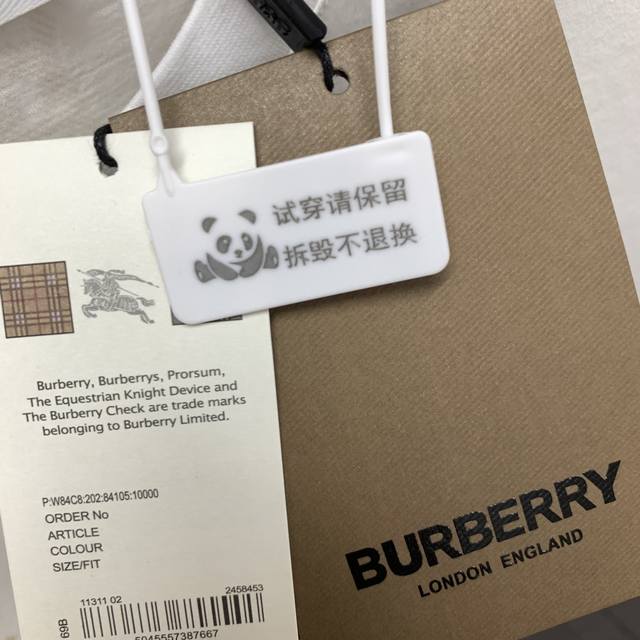 试穿请保留
拆毁不退换
Burberry, Burberrys, Prorsum,
The Equestrian Knight Device and
The Burberry Check are trade marks
belonging to Burberry Limited.
P:W84C8:202:84105:10000
ORDER No
ARTICLE
COLOUR
SIZE/FIT
11311 02
2458453
69B
5045557387667
BURBERRY
LONDON ENGLAND